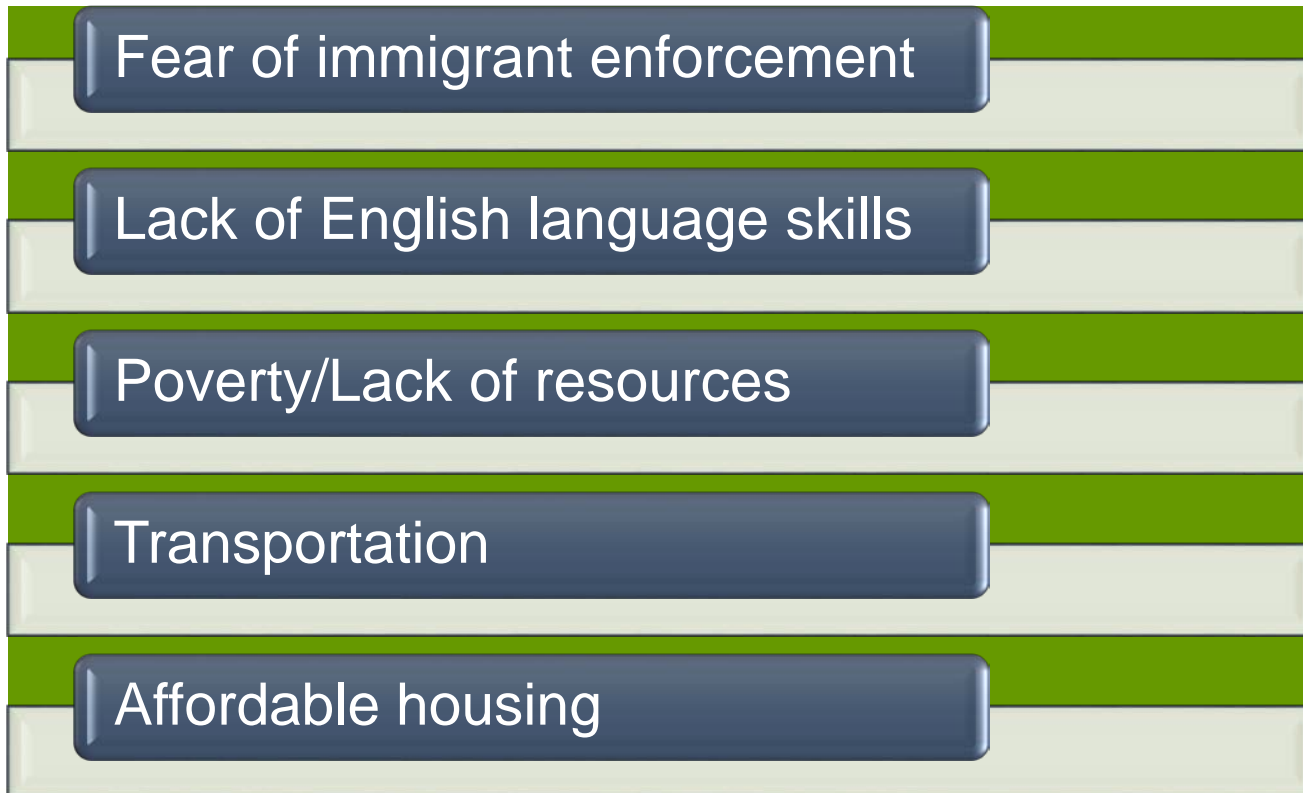 Fear of immigrant enforcement
Lack of English language skills
Poverty/Lack of resources
Transportation
Affordable housing